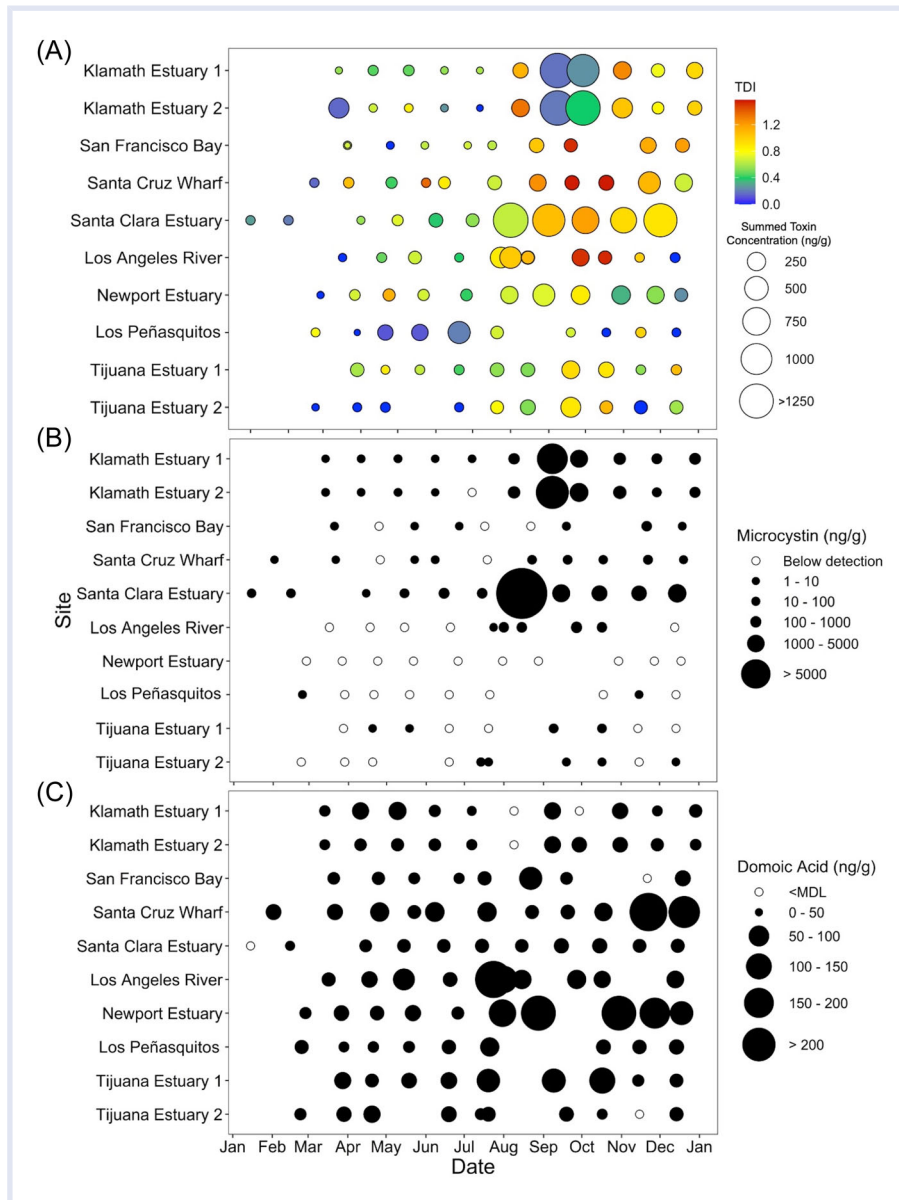 (A)
Klamath Estuary 1
Klamath Estuary 2
San Francisco Bay
Santa Cruz Wharf
Santa Clara Estuary
Los Angeles River
Newport Estuary
Los Peñasquitos
Tijuana Estuary 1
Tijuana Estuary 2
TDI
1.2
0.8
0.4
0.0
Summed Toxin
Concentration (ng/g)
250
500
750
1000
>1250
(B)
Klamath Estuary 1
Klamath Estuary 2
San Francisco Bay
Santa Cruz Wharf
Santa Clara Estuary
Los Angeles River
Newport Estuary
Los Peñasquitos
Tijuana Estuary 1
Tijuana Estuary 2
Site
Microcystin (ng/g)
Below detection
1 - 10
10 - 100
100 - 1000
1000 - 5000
> 5000
(C)
Klamath Estuary 1
Klamath Estuary 2
San Francisco Bay
Santa Cruz Wharf
Santa Clara Estuary
Los Angeles River
Newport Estuary
Los Peñasquitos
Tijuana Estuary 1
Tijuana Estuary 2
Domoic Acid (ng/g)
<MDL
0 - 50
50 - 100
100 - 150
150 - 200
> 200
Jan Feb Mar Apr May Jun Jul Aug Sep Oct Nov Dec Jan
Date